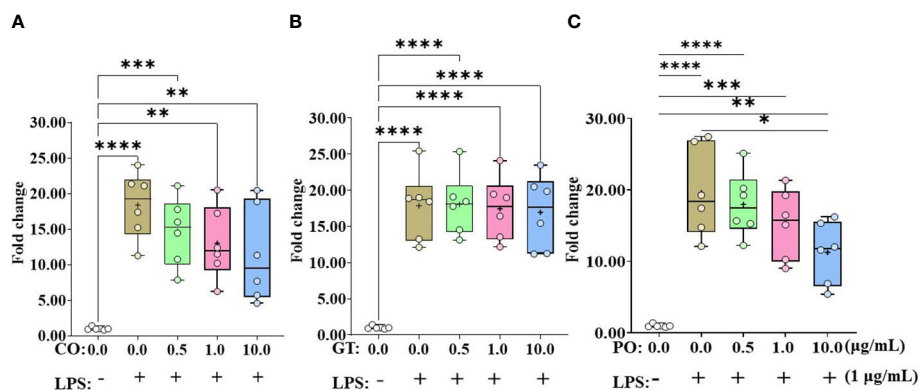 A
B
C
****
***
****
****
***
****
***
**
****
**
**
****
*
****
****
30.00
25.00
20.00
15.00
10.00
5.00
0.00
Fold change
30.00
25.00
20.00
15.00
10.00
5.00
0.00
Fold change
30.00
20.00
10.00
0.00
Fold change
CO: 0.0 0.0 0.5 1.0 10.0
GT: 0.0 0.0 0.5 1.0 10.0
PO: 0.0 0.0 0.5 1.0 10.0 (μg/mL)
LPS: - + + + +
LPS: - + + + +
LPS: - + + + + (1 μg/mL)